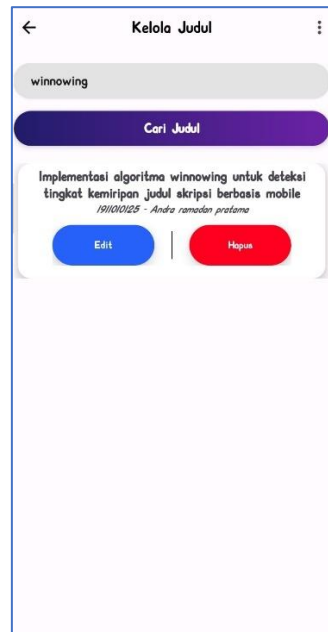 Kelola Judul
winnowing
Cari Judul
Implementasi algoritma winnowing untuk deteksi
tingkat kemiripan judul skripsi berbasis mobile
1911010125 - Andra ramadan pratama
Edit
Hapus